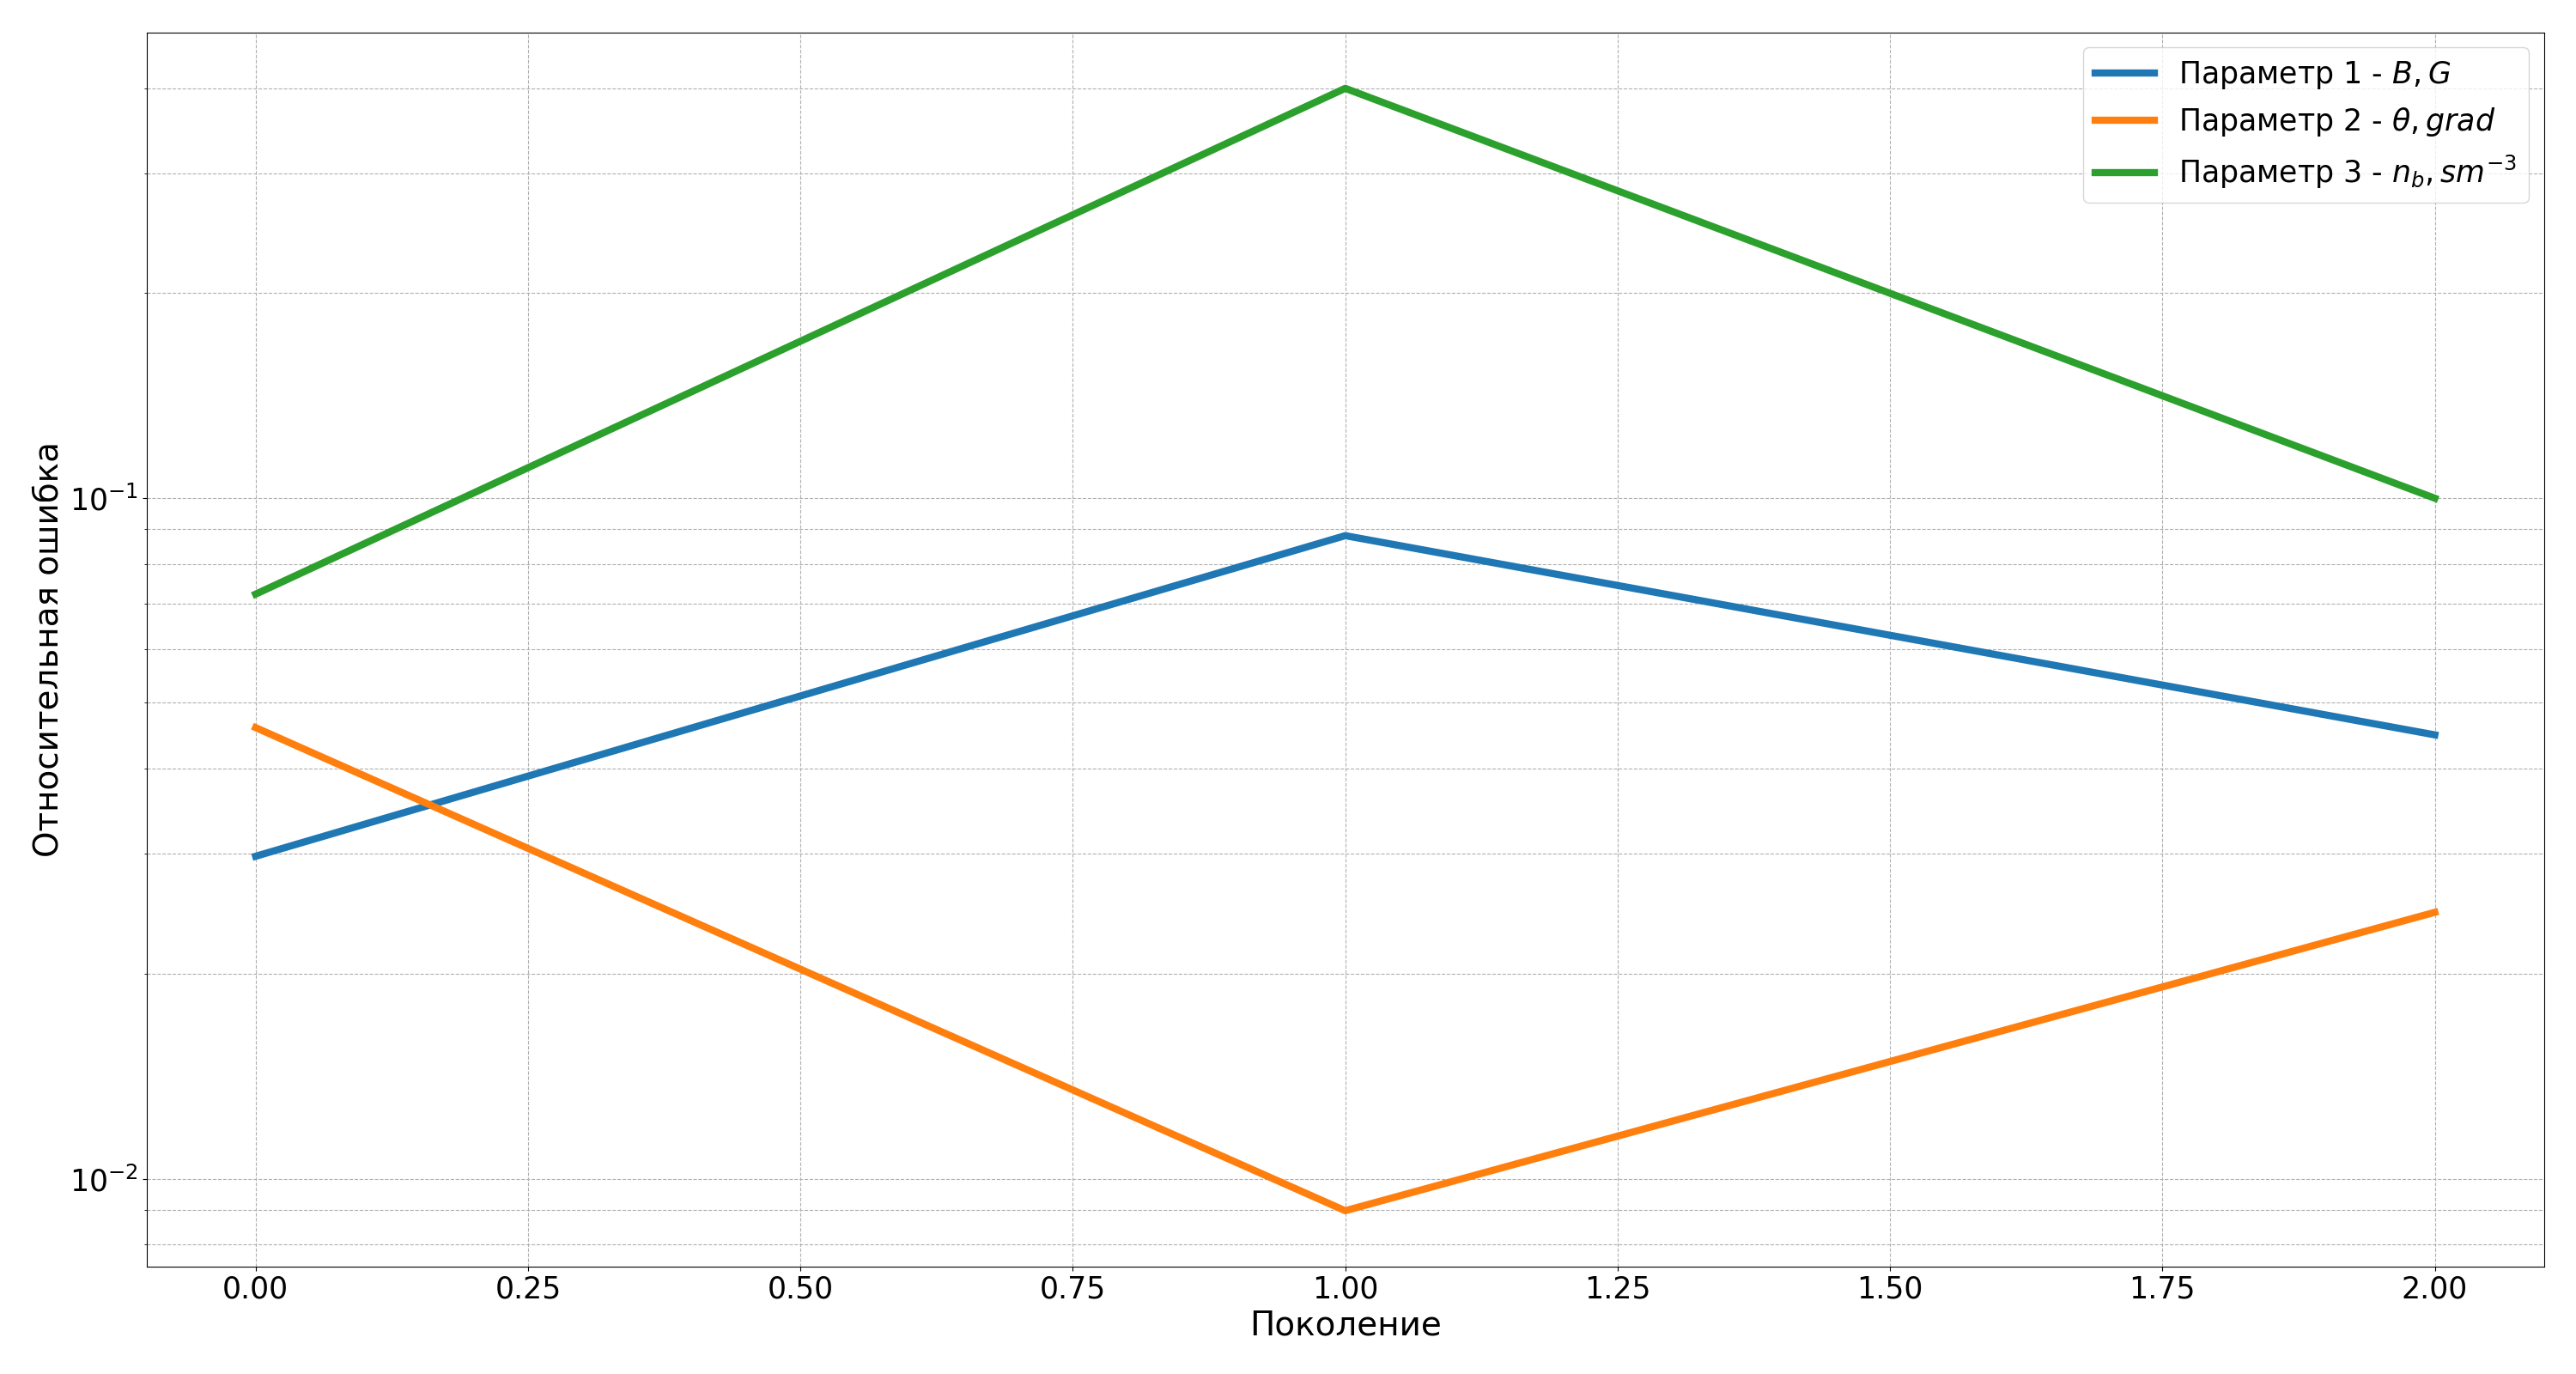 Параметр 1 - B, G
Параметр 2 - θ, grad
Параметр 3 - n_b, sm^{-3}
Относительная ошибка
10^{-1}
10^{-2}
0.00 0.25 0.50 0.75 1.00 1.25 1.50 1.75 2.00
Поколение